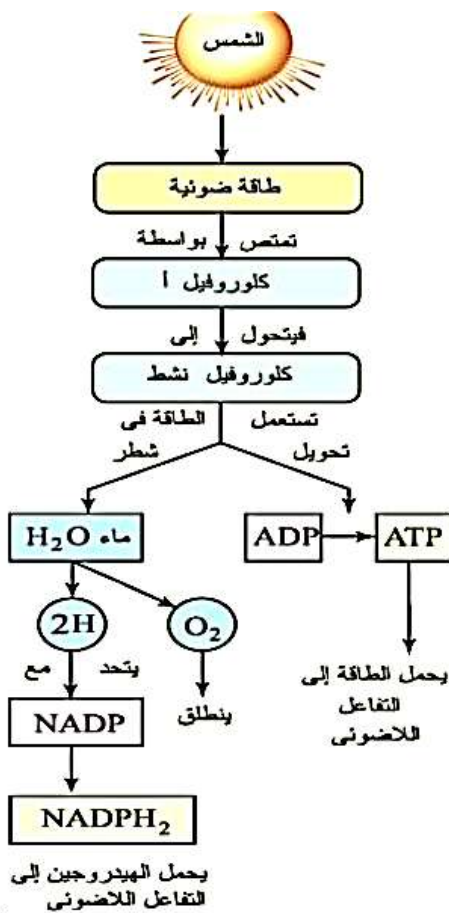 الشمس
طاقة ضوئية
تمتص بواسطة
كلوروفيل أ
فيتحول إلى
كلوروفيل نشط
تستعمل الطاقة فى
تحويل
شطر
ADP
ATP
يحمل الطاقة إلى
التفاعل
اللاضوئى
ماء H₂O
2H
O₂
يتحد مع
ينطلق
NADP
NADPH₂
يحمل الهيدروجين إلى
التفاعل اللاضوئى